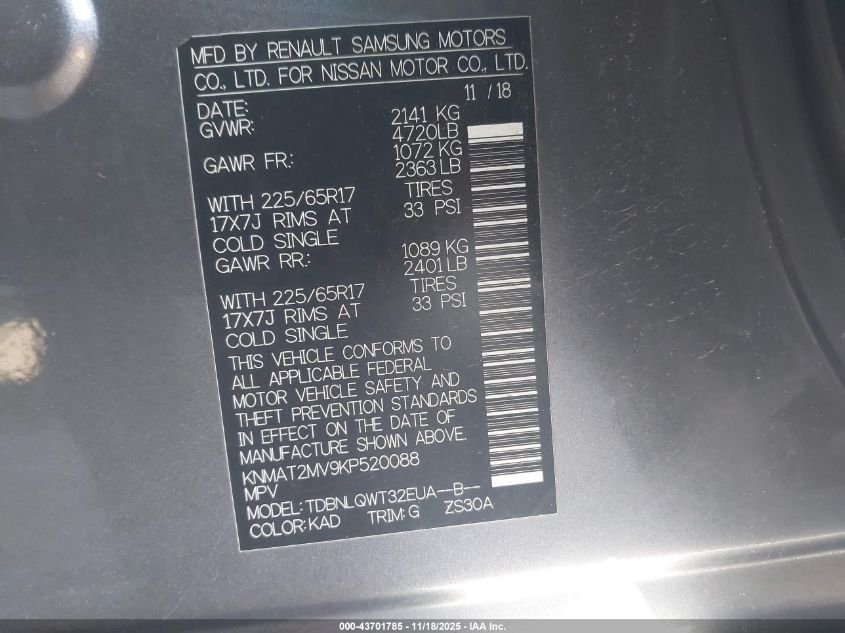 MFD BY RENAULT SAMSUNG MOTORS
CO., LTD. FOR NISSAN MOTOR CO., LTD.
DATE: 11 / 18
GVWR: 2141 KG
4720LB
GAWR FR.: 1072 KG
2363 LB
WITH 225/65R17 TIRES
17X7J RIMS AT 33 PSI
COLD SINGLE
GAWR RR.: 1089 KG
2401 LB
WITH 225/65R17 TIRES
17X7J RIMS AT 33 PSI
COLD SINGLE
THIS VEHICLE CONFORMS TO
ALL APPLICABLE FEDERAL
MOTOR VEHICLE SAFETY AND
THEFT PREVENTION STANDARDS
IN EFFECT ON THE DATE OF
MANUFACTURE SHOWN ABOVE.
KNMAT2MV9KP520088
MPV
MODEL: TDBNLQWT32EUA--B--
COLOR: KAD TRIM: G ZS30A
000-43701785 - 11/18/2025 - IAA Inc.